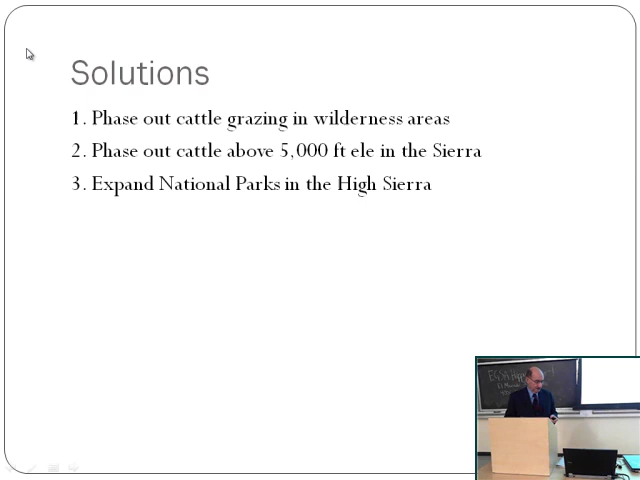 Solutions
1. Phase out cattle grazing in wilderness areas
2. Phase out cattle above 5,000 ft ele in the Sierra
3. Expand National Parks in the High Sierra